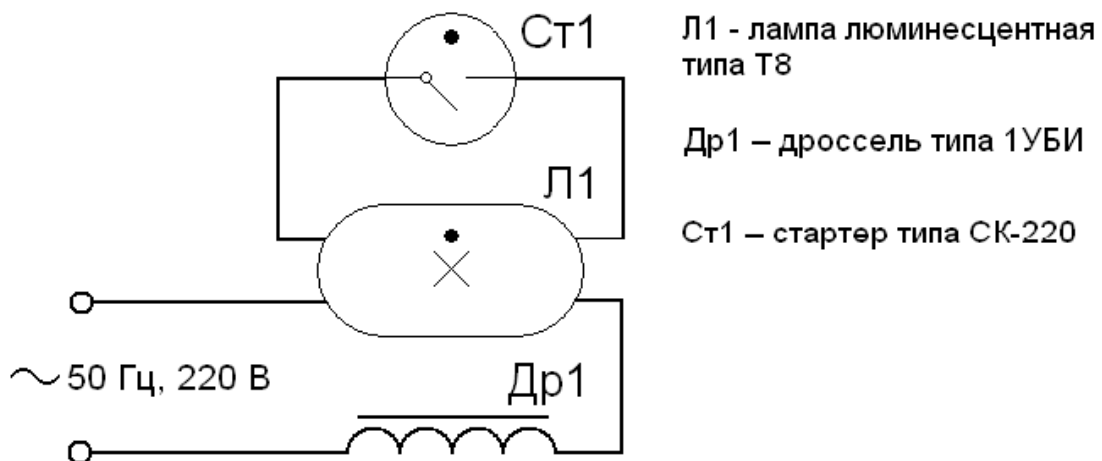 Ст1
Л1 - лампа люминесцентная
типа Т8
Др1 – дроссель типа 1УБИ
Л1
Ст1 – стартер типа СК-220
50 Гц, 220 В
Др1